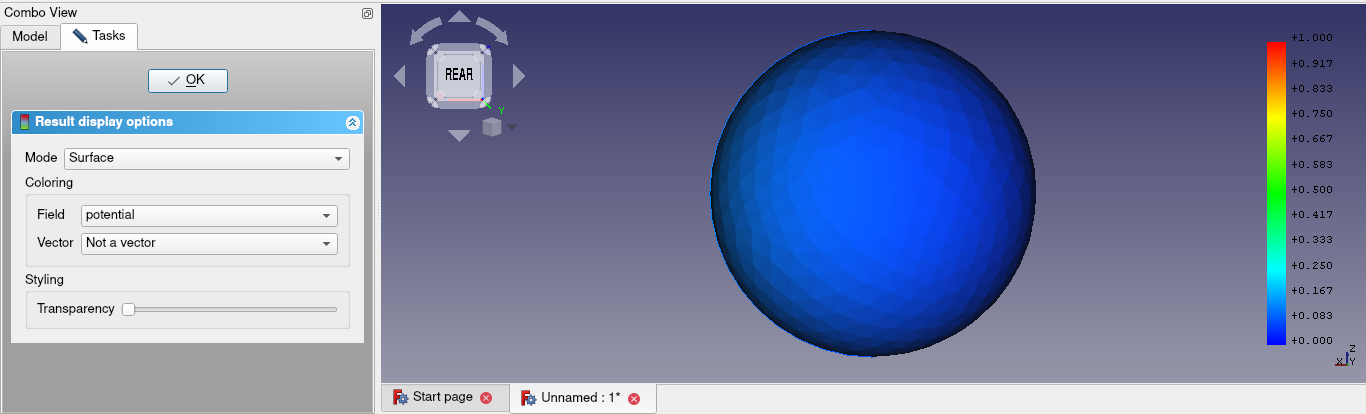 Combo View
Model
Tasks
OK
Result display options
Mode Surface
Coloring
Field potential
Vector Not a vector
Styling
Transparency
REAR
Y
+1.000
+0.917
+0.833
+0.750
+0.667
+0.583
+0.500
+0.417
+0.333
+0.250
+0.167
+0.083
+0.000
Z
X Y
Start page
Unnamed : 1*